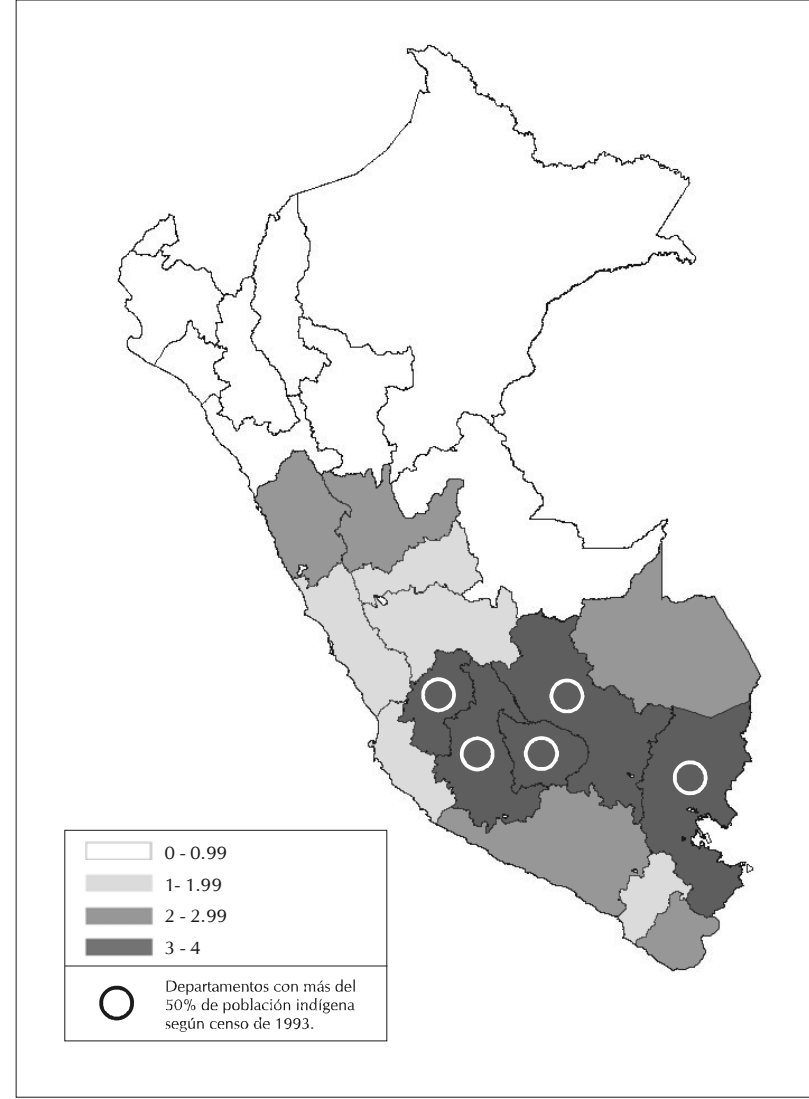 0 - 0.99
1- 1.99
2 - 2.99
3 - 4
Departamentos con más del
50% de población indígena
según censo de 1993.